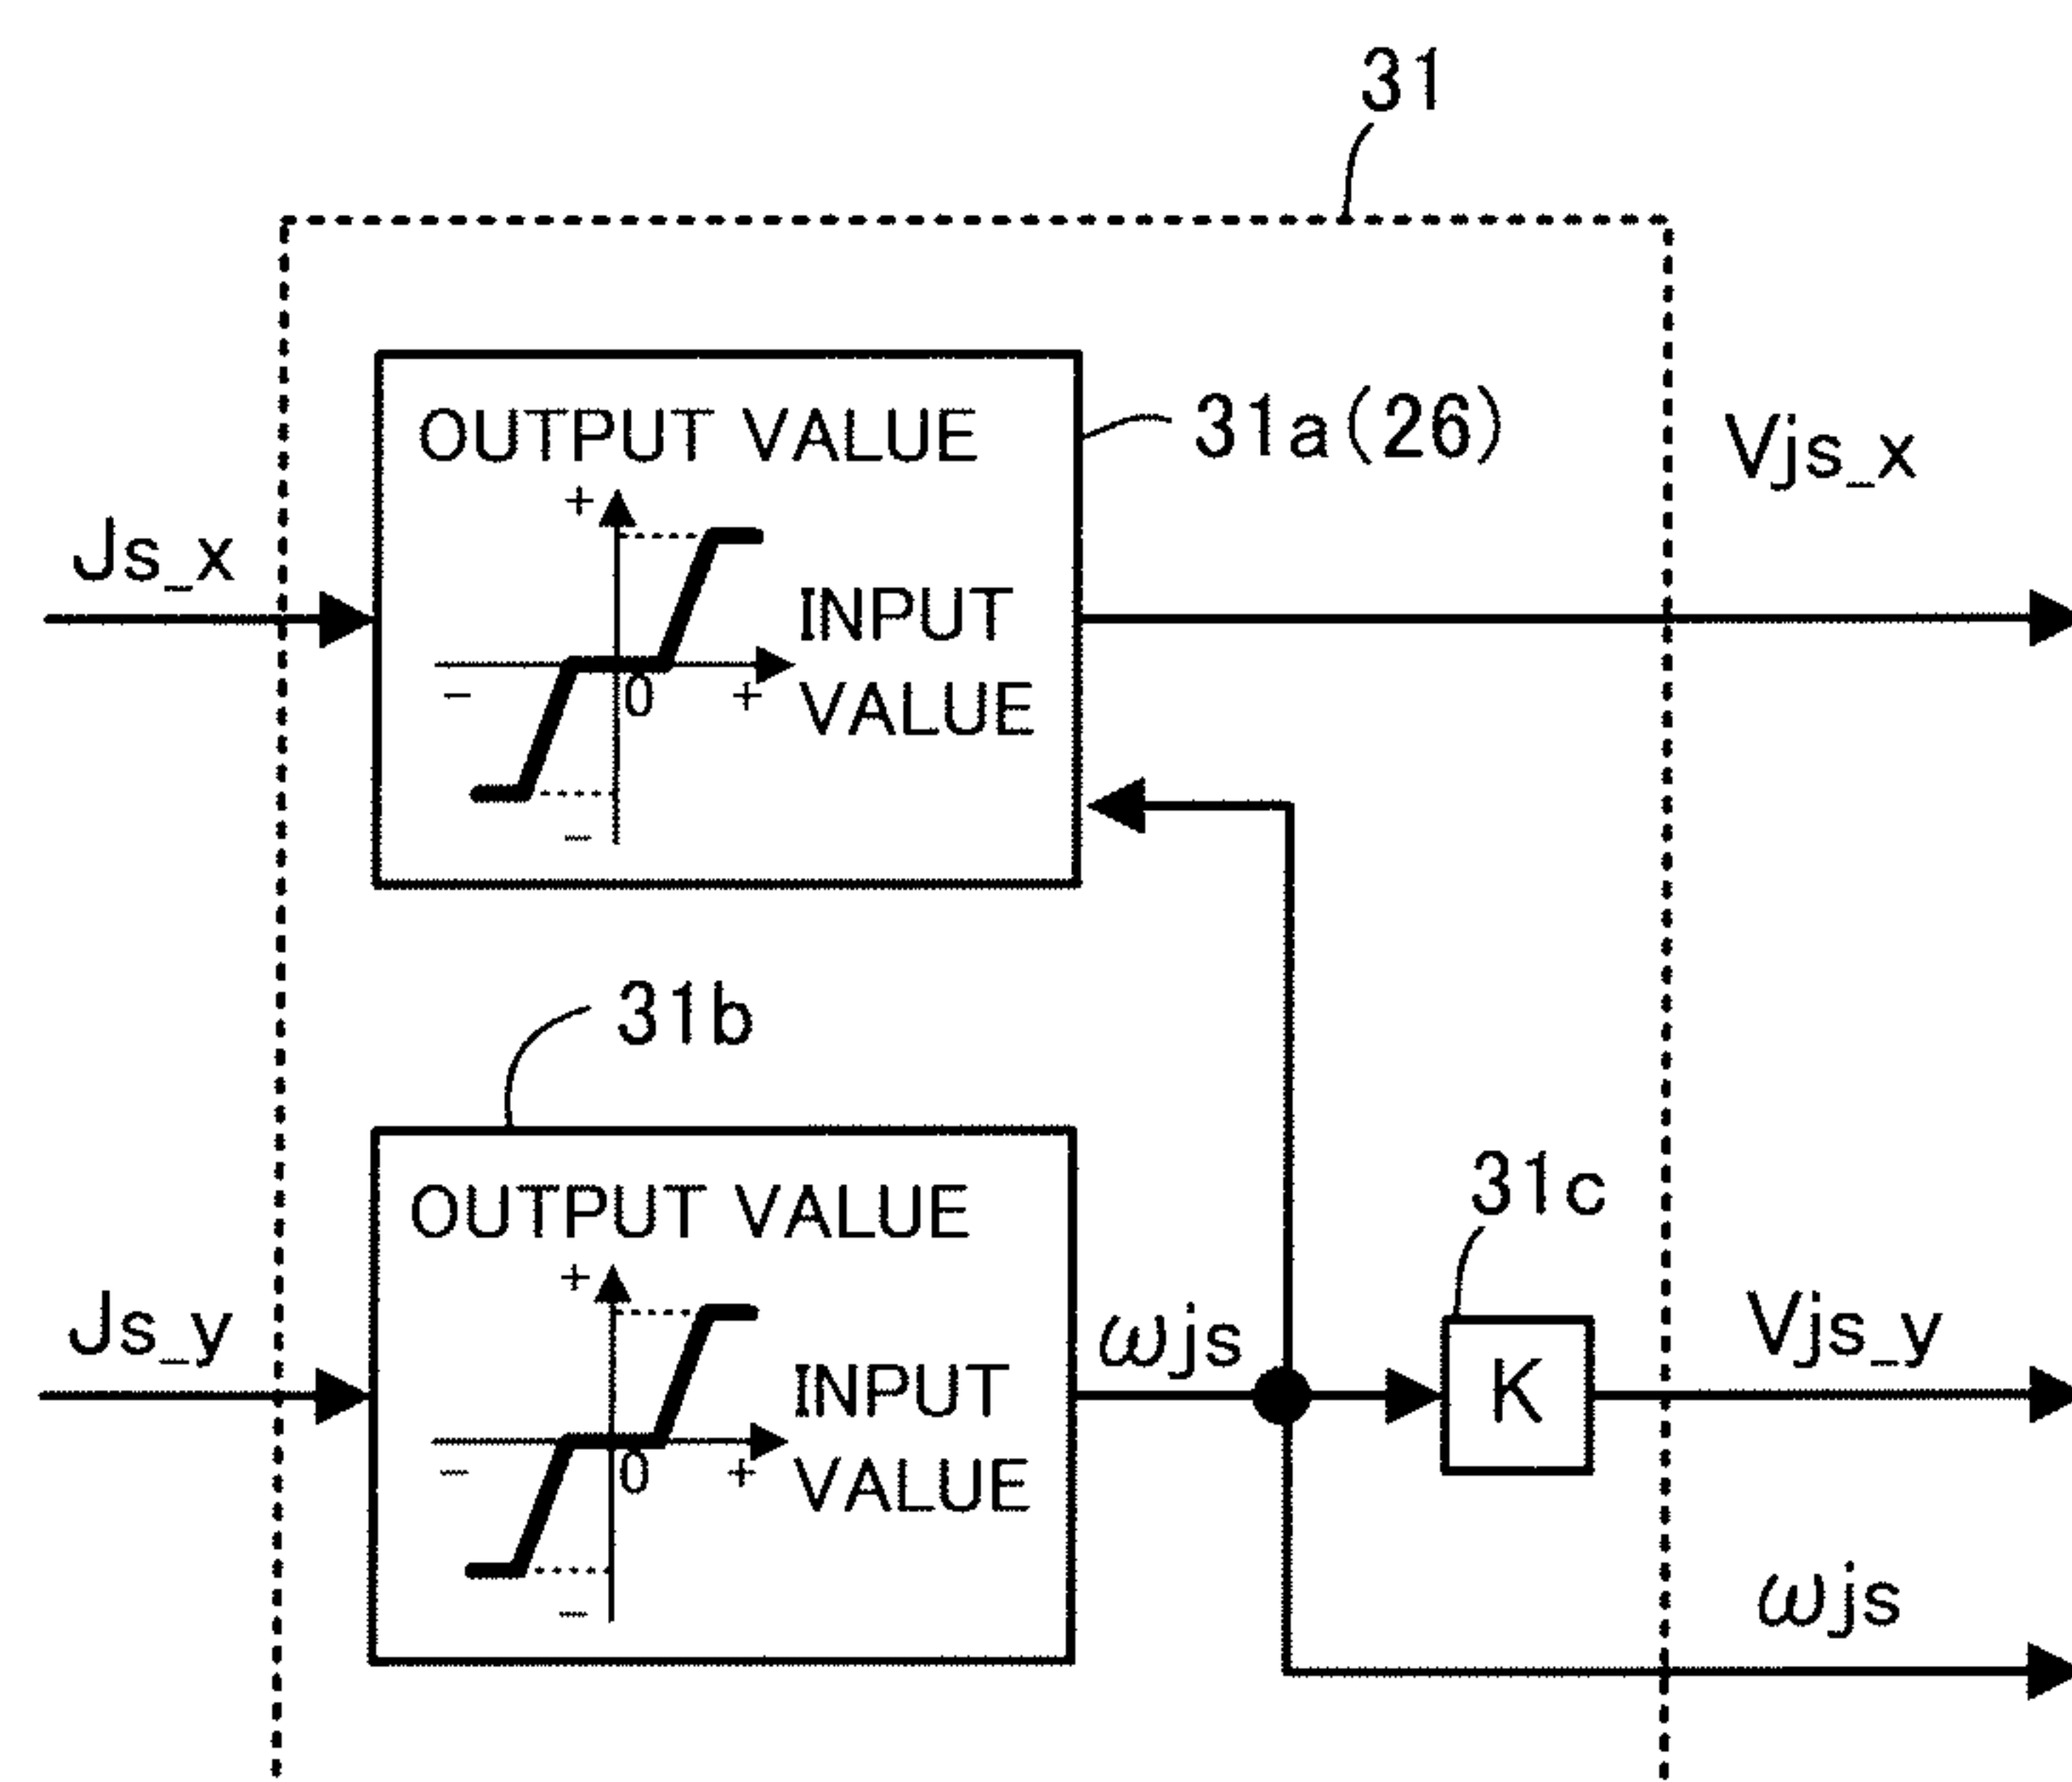 31
OUTPUT VALUE
31a(26)
Vjs_x
Js_x
+
INPUT
VALUE
− 0 +
−
31b
OUTPUT VALUE
31c
Js_y
+
ωjs
K
Vjs_y
INPUT
VALUE
− 0 +
−
ωjs